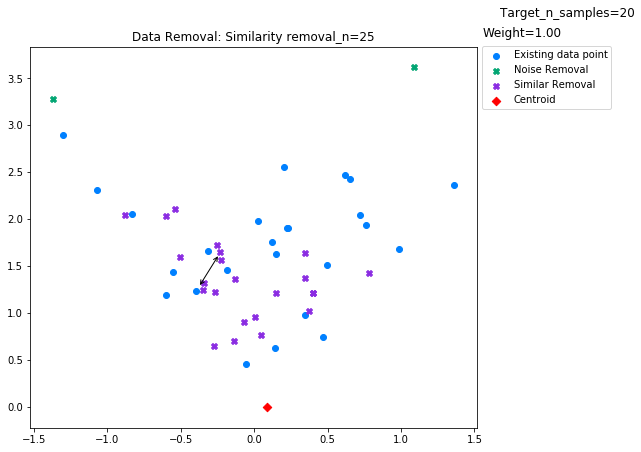 Target_n_samples=20
Weight=1.00
Data Removal: Similarity removal_n=25
Existing data point
Noise Removal
Similar Removal
Centroid
3.5
3.0
2.5
2.0
1.5
1.0
0.5
0.0
−1.5 −1.0 −0.5 0.0 0.5 1.0 1.5